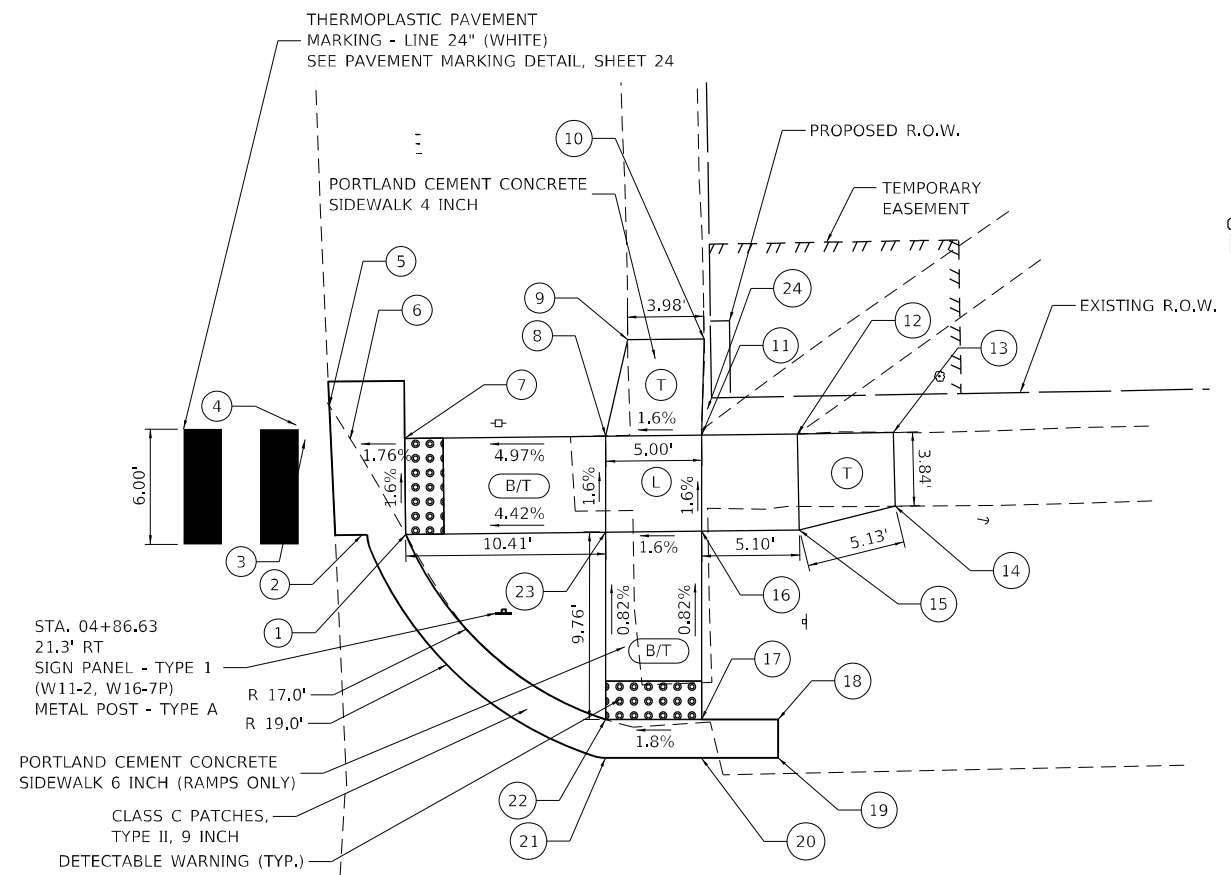 THERMOPLASTIC PAVEMENT
MARKING - LINE 24" (WHITE)
SEE PAVEMENT MARKING DETAIL, SHEET 24
10
PROPOSED R.O.W.
PORTLAND CEMENT CONCRETE
SIDEWALK 4 INCH
TEMPORARY
EASEMENT
5
6
9
3.98'
24
12
EXISTING R.O.W.
8
11
13
4
7
T
1.6%
6.00'
1.76%
4.97%
5.00'
1.6%
B/T
1.6%
L
1.6%
T
3.84'
4.42%
3
2
10.41'
1.6%
5.10'
5.13'
14
1
23
16
15
STA. 04+86.63
21.3' RT
SIGN PANEL - TYPE 1
(W11-2, W16-7P)
METAL POST - TYPE A
9.76'
0.82%
0.82%
B/T
17
R 17.0'
R 19.0'
18
1.8%
PORTLAND CEMENT CONCRETE
SIDEWALK 6 INCH (RAMPS ONLY)
22
19
CLASS C PATCHES,
TYPE II, 9 INCH
21
20
DETECTABLE WARNING (TYP.)